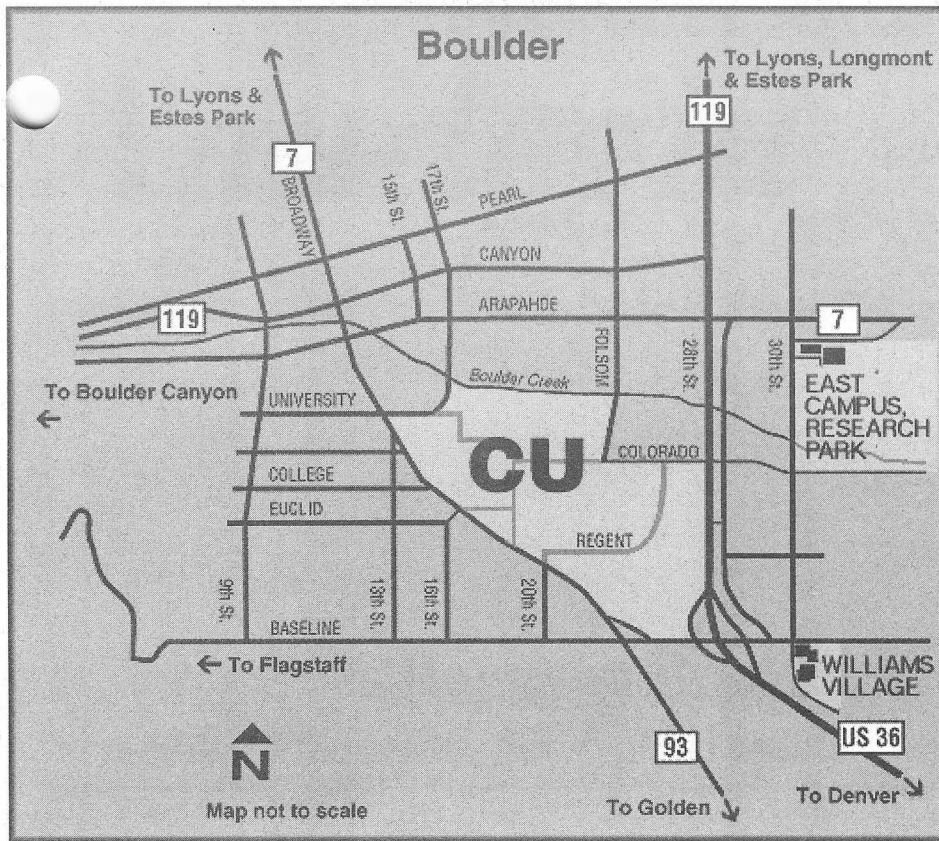 Boulder
To Lyons &
Estes Park
To Lyons, Longmont
& Estes Park
119
7
BROADWAY
15th St.
17th St.
PEARL
CANYON
ARAPAHDE
119
7
FOLSOM
28th St.
30th St.
Boulder Creek
EAST
CAMPUS,
RESEARCH
PARK
To Boulder Canyon
UNIVERSITY
CU
COLORADO
COLLEGE
EUCLID
REGENT
9th St.
18th St.
16th St.
20th St.
BASELINE
To Flagstaff
WILLIAMS
VILLAGE
N
93
US 36
Map not to scale
To Golden
To Denver